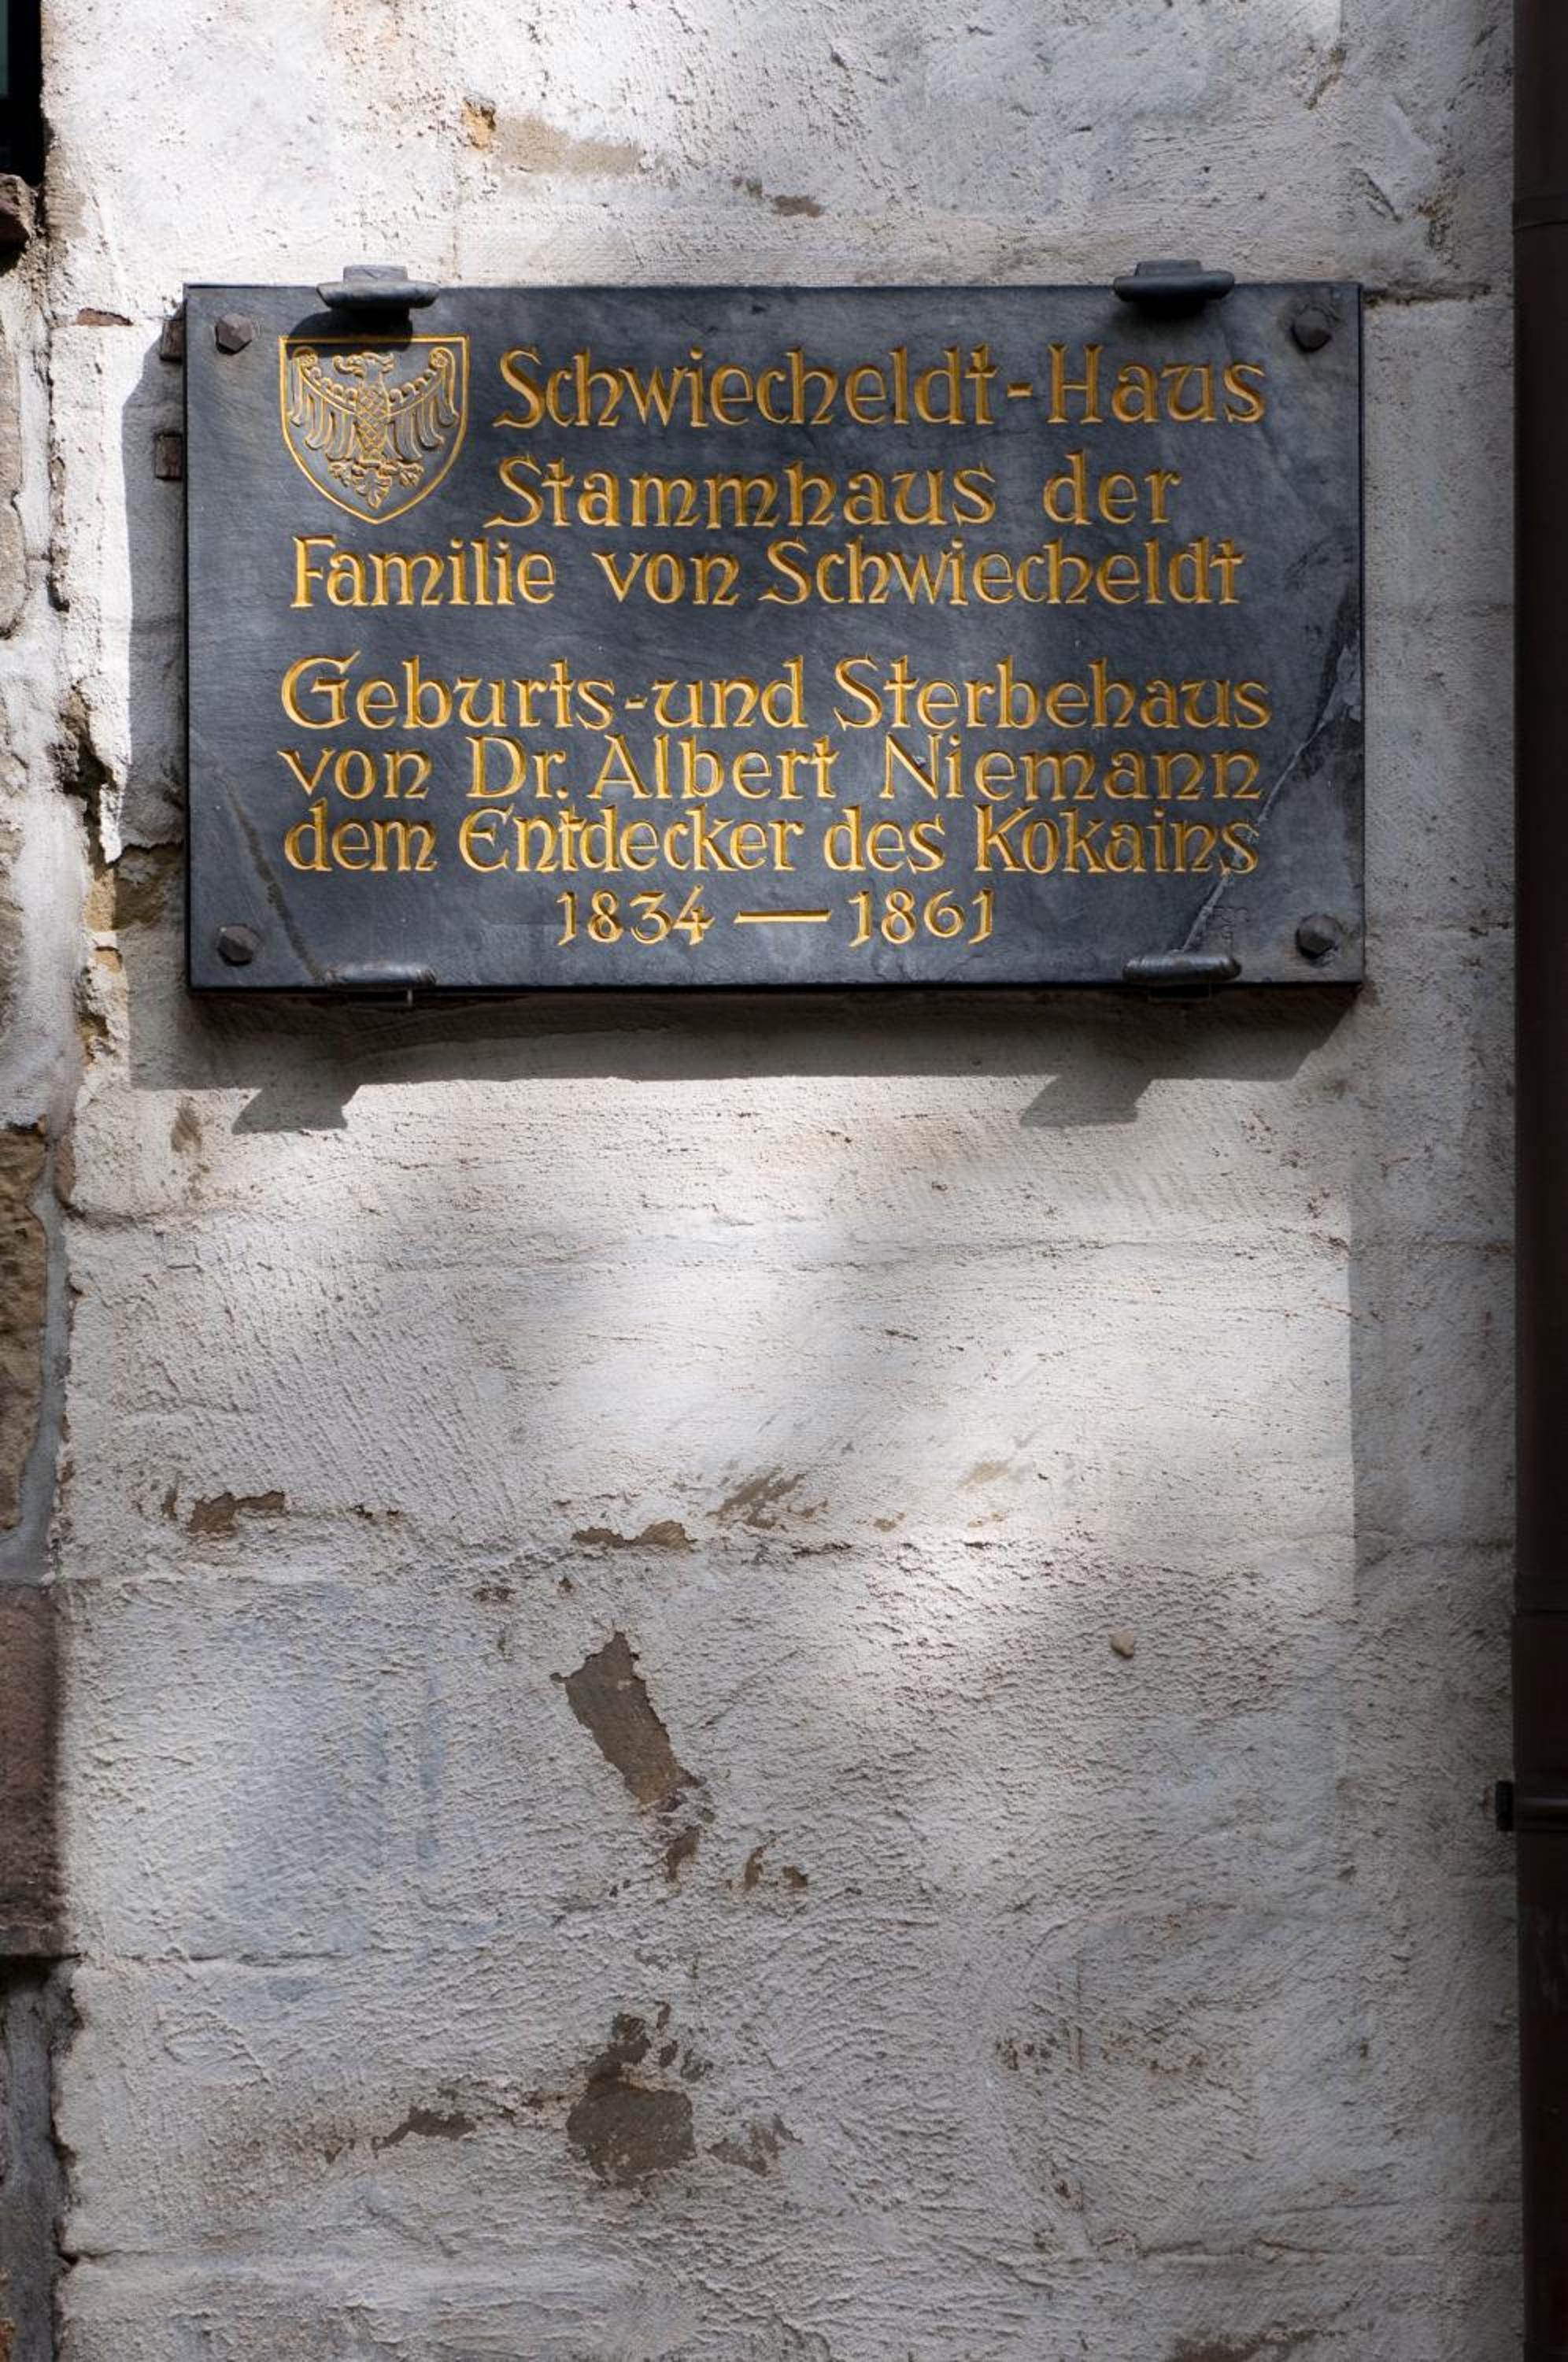 Schwiecheldt-Haus
Stammhaus der
Familie von Schwiecheldt
Geburts-und Sterbehaus
von Dr. Albert Niemann
dem Entdecker des Kokains
1834 — 1861